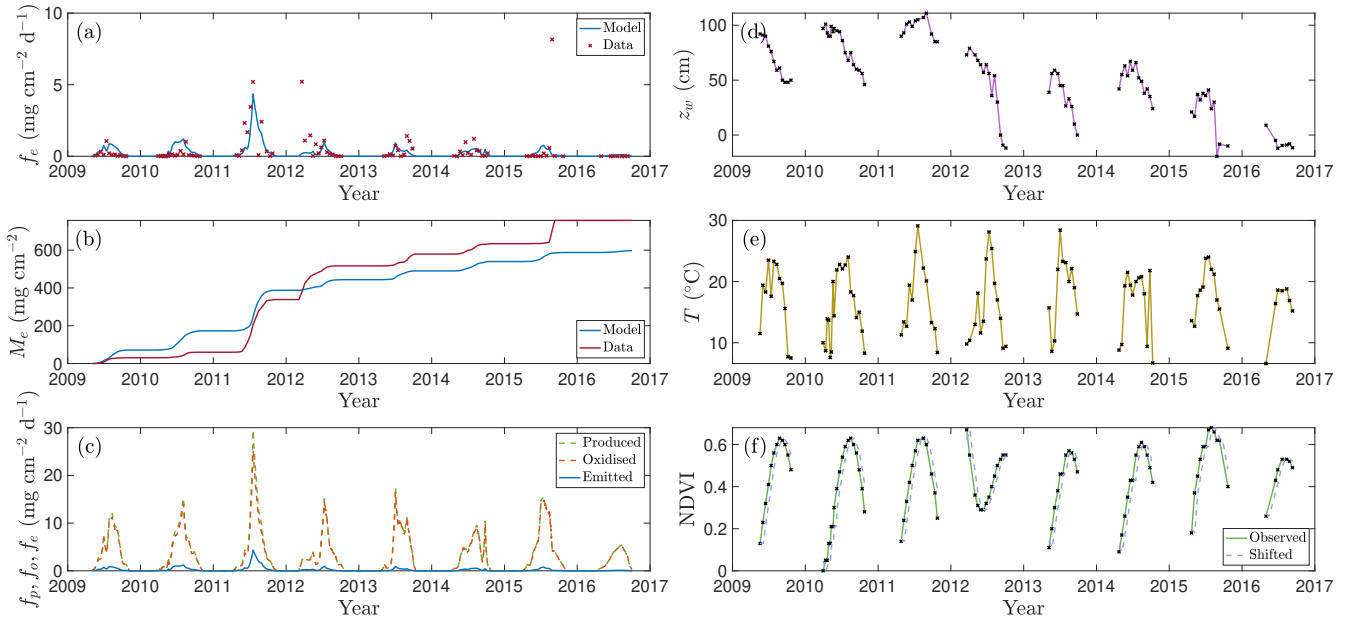 (a)
f_e (mg cm−2 d−1)
10
5
0
Model
Data
2009 2010 2011 2012 2013 2014 2015 2016 2017
Year
(d)
z_w (cm)
100
50
0
2009 2010 2011 2012 2013 2014 2015 2016 2017
Year
(b)
M_e (mg cm−2)
600
400
200
0
Model
Data
2009 2010 2011 2012 2013 2014 2015 2016 2017
Year
(e)
T (°C)
30
20
10
2009 2010 2011 2012 2013 2014 2015 2016 2017
Year
(c)
f_p, f_o, f_e (mg cm−2 d−1)
30
20
10
0
Produced
Oxidised
Emitted
2009 2010 2011 2012 2013 2014 2015 2016 2017
Year
(f)
NDVI
0.6
0.4
0.2
0
Observed
Shifted
2009 2010 2011 2012 2013 2014 2015 2016 2017
Year